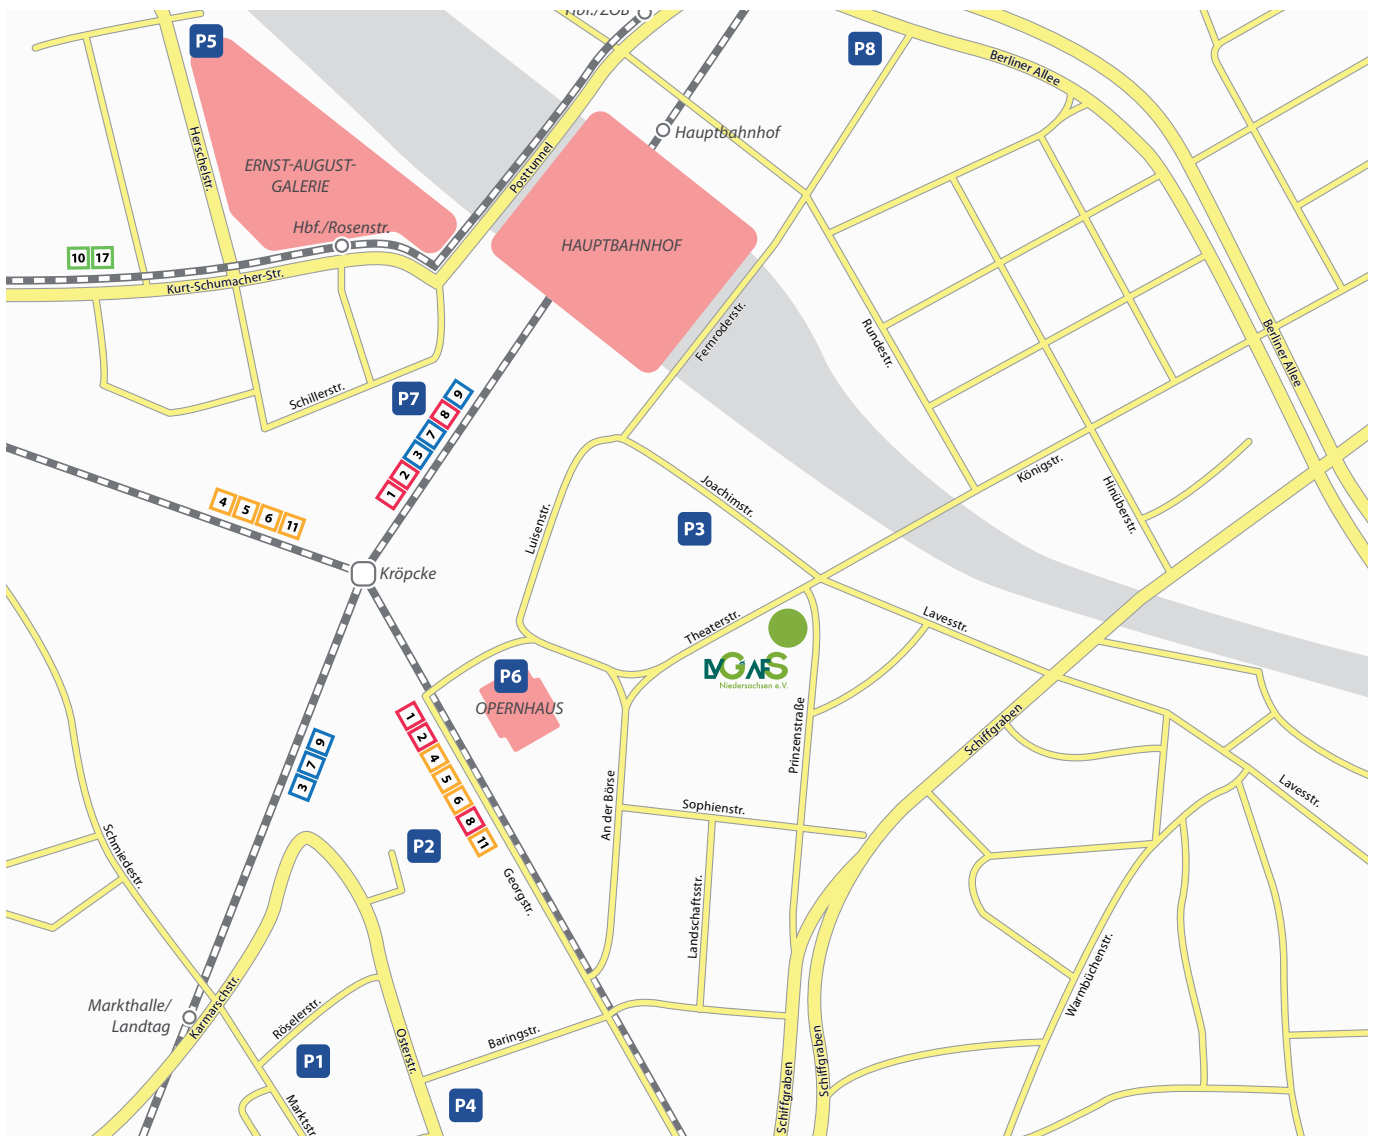 Hbf./ZOB
P5
P8
Berliner Allee
Hauptbahnhof
Herschelstr.
Posttunnel
ERNST-AUGUST-
GALERIE
Hbf./Rosenstr.
HAUPTBAHNHOF
10 17
Kurt-Schumacher-Str.
Fernroderstr.
Rundestr.
Berliner Allee
Schillerstr.
P7
1 2 3 7 8 9
Königstr.
Hinüberstr.
Joachimstr.
4 5 6 11
Luisenstr.
P3
Kröpcke
Theaterstr.
Lavesstr.
LVG & AFS
Niedersachsen e.V.
P6
OPERNHAUS
1 2 4 5 6 8 11
Prinzenstraße
Schiffgraben
3 7 9
Lavesstr.
An der Börse
Sophienstr.
P2
Schmiedestr.
Georgstr.
Landschaftsstr.
Warmbüchenstr.
Markthalle/
Landtag
Karmarschstr.
Röselerstr.
Osterstr.
Baringstr.
P1
Schiffgraben
Schiffgraben
P4
Marktstr